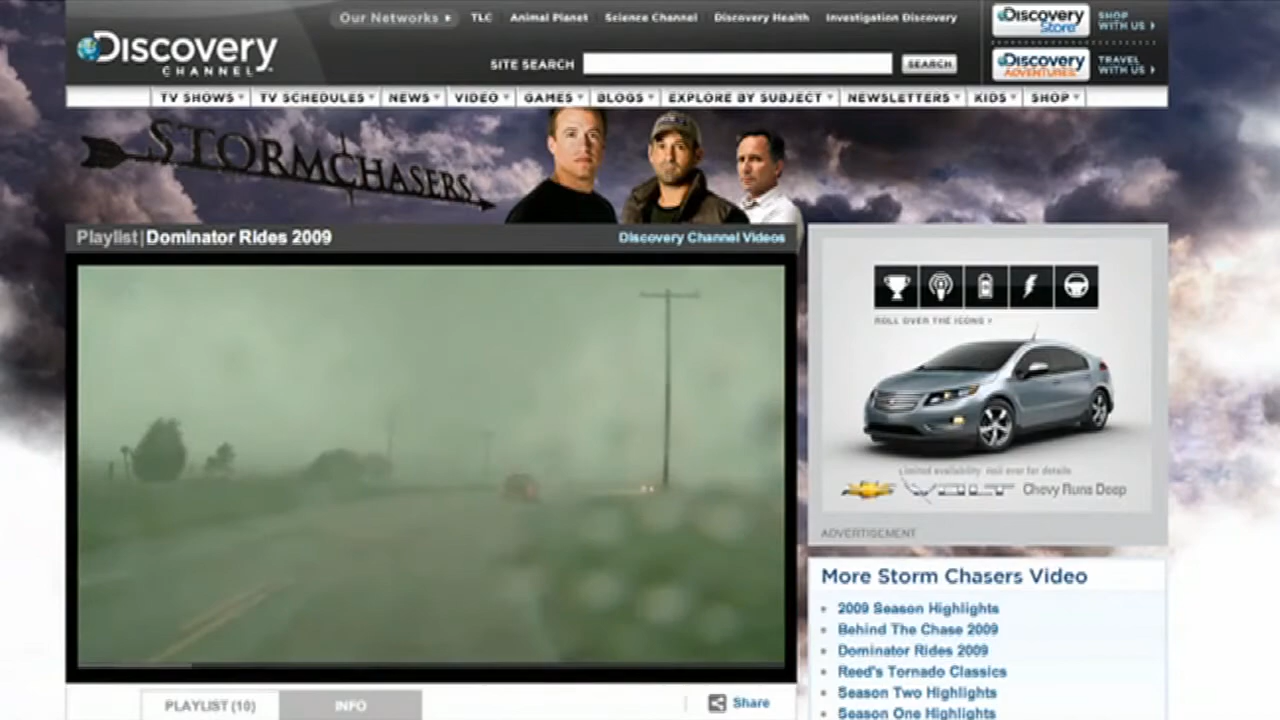 Our Networks TLC Animal Planet Science Channel Discovery Health Investigation Discovery
Discovery
CHANNEL
SITE SEARCH SEARCH
Discovery Store SHOP WITH US
Discovery ADVENTURES TRAVEL WITH US
TV SHOWS TV SCHEDULES NEWS VIDEO GAMES BLOGS EXPLORE BY SUBJECT NEWSLETTERS KIDS SHOP
STORMCHASERS
Playlist|Dominator Rides 2009 Discovery Channel Videos
ROLL OVER THE ICONS
Limited availability
VOLT Chevy Runs Deep
ADVERTISEMENT
More Storm Chasers Video
2009 Season Highlights
Behind The Chase 2009
Dominator Rides 2009
Reed's Tornado Classics
Season Two Highlights
Season One Highlights
PLAYLIST (10) INFO Share